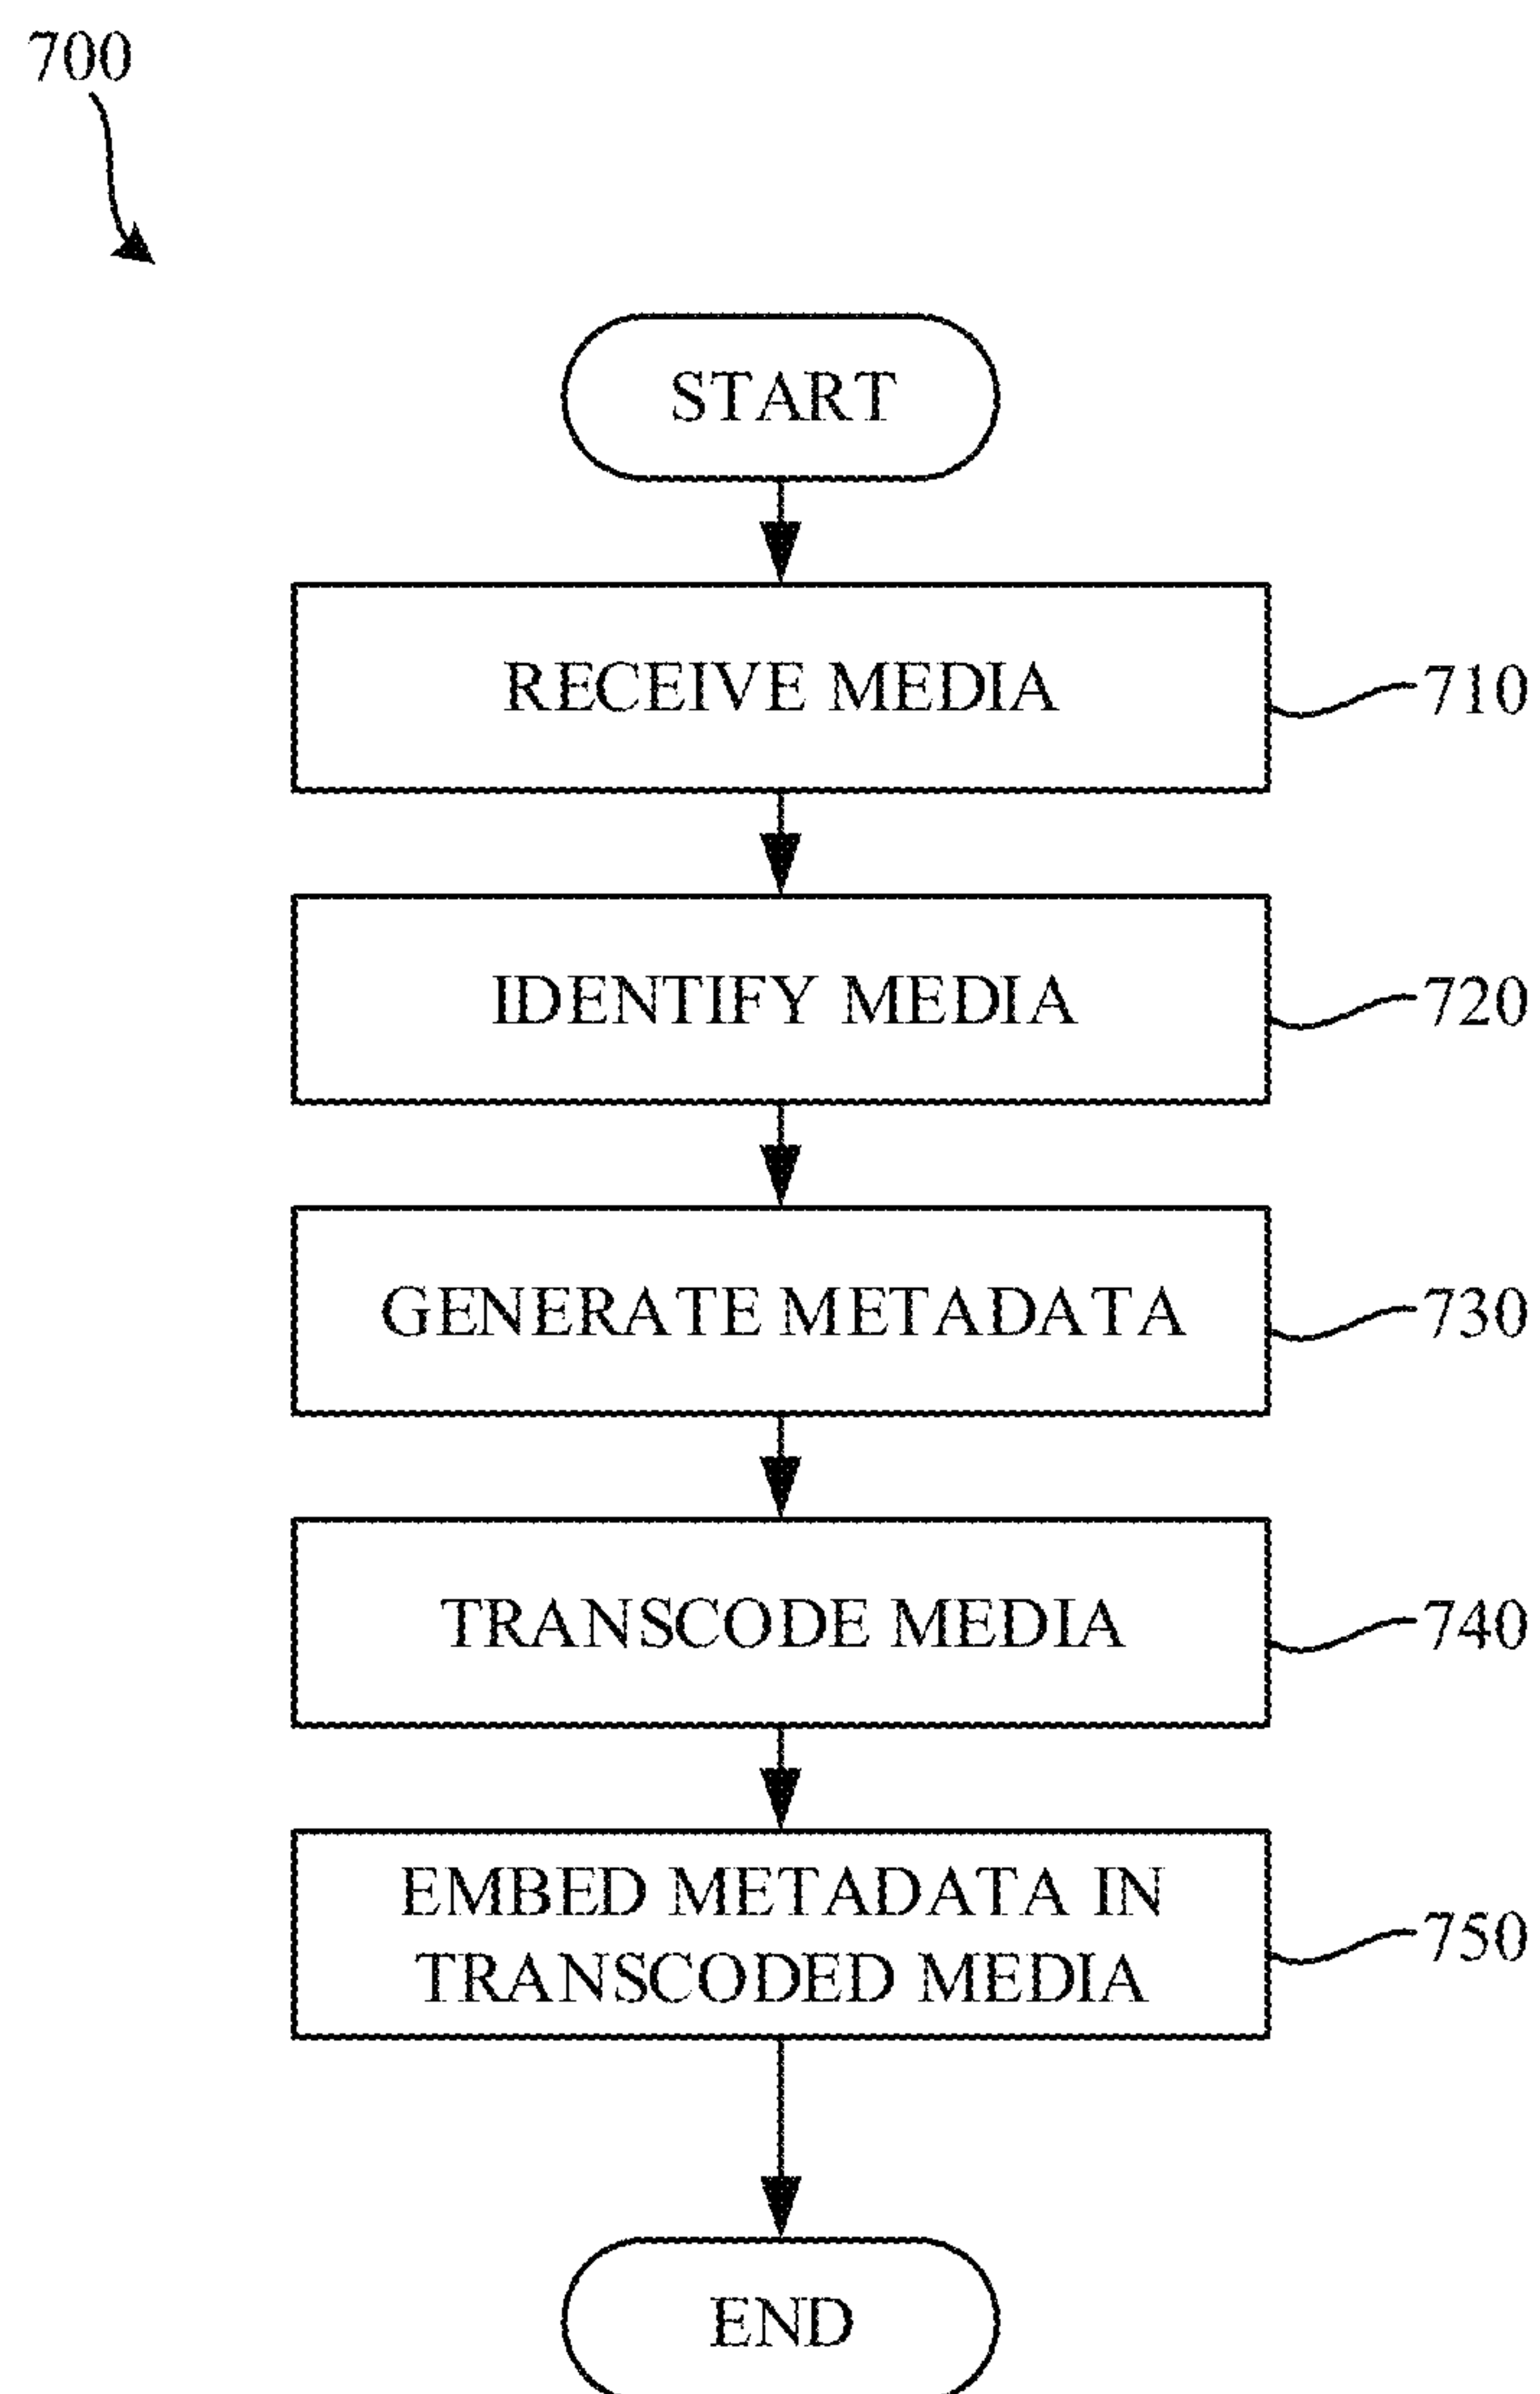 700
START
RECEIVE MEDIA
710
IDENTIFY MEDIA
720
GENERATE METADATA
730
TRANSCODE MEDIA
740
EMBED METADATA IN
TRANSCODED MEDIA
750
END